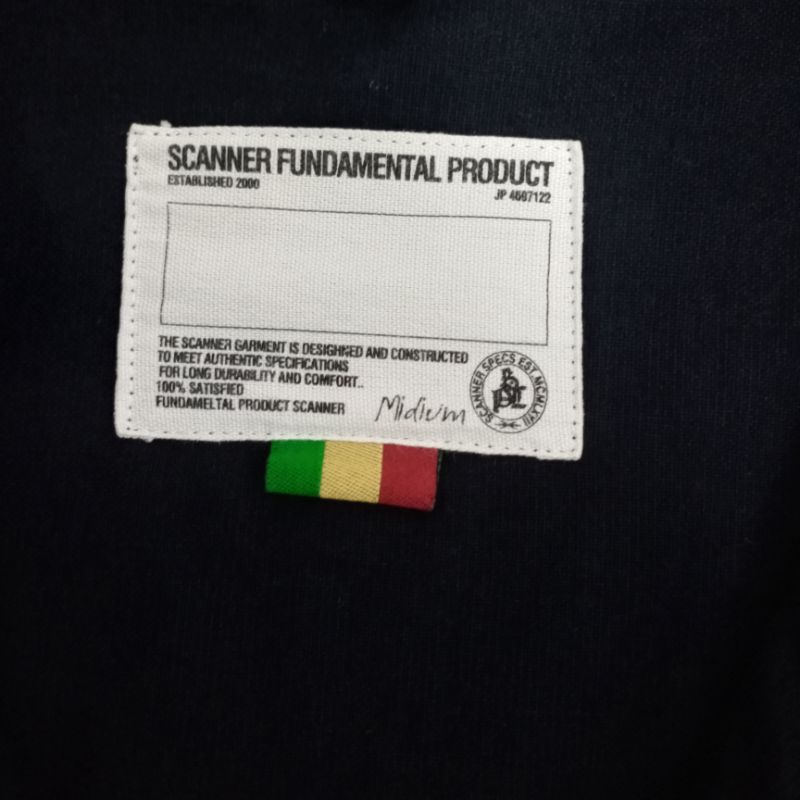 SCANNER FUNDAMENTAL PRODUCT
ESTABLISHED 2000
JP 4607122
THE SCANNER GARMENT IS DESIGHNED AND CONSTRUCTED
TO MEET AUTHENTIC SPECIFICATIONS
FOR LONG DURABILITY AND COMFORT..
100% SATISFIED
FUNDAMELTAL PRODUCT SCANNER
Midium
SCANNER SPECS EST. MCMLXVII